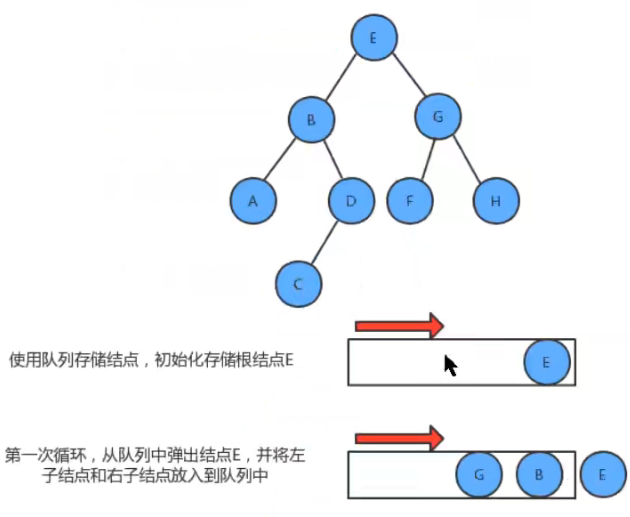 E
B
G
A
D
F
H
C
使用队列存储结点，初始化存储根结点E
E
第一次循环，从队列中弹出结点E，并将左
子结点和右子结点放入到队列中
G
B
E